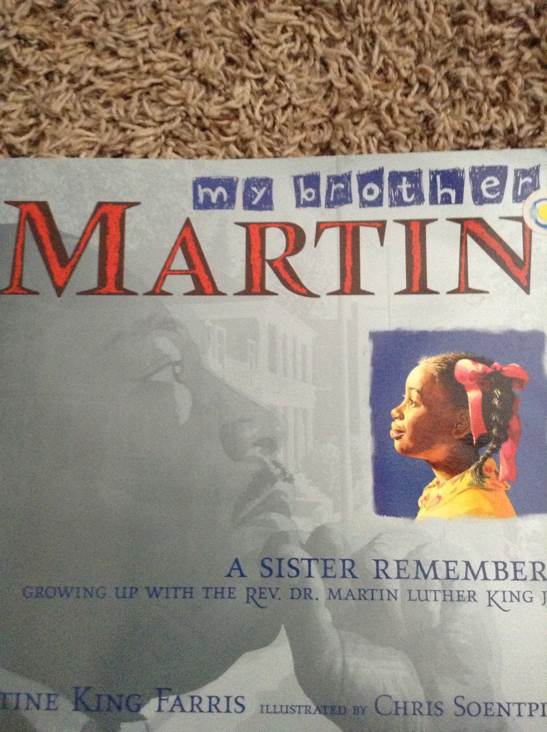 my brother
MARTIN
A SISTER REMEMBER
GROWING UP WITH THE REV. DR. MARTIN LUTHER KING J
TINE KING FARRIS ILLUSTRATED BY CHRIS SOENTPI